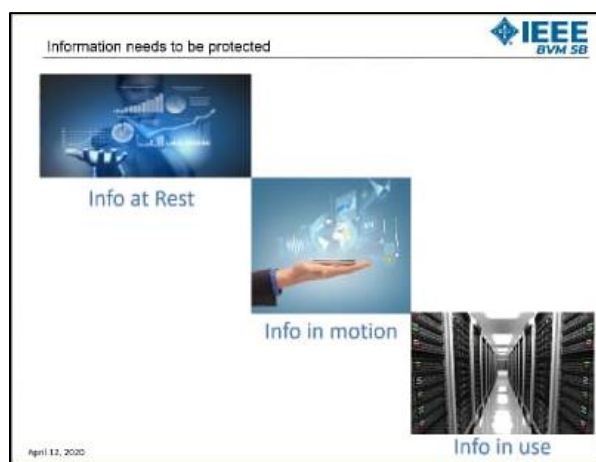 Information needs to be protected
IEEE
BVM SB
Info at Rest
Info in motion
Info in use
April 12, 2020